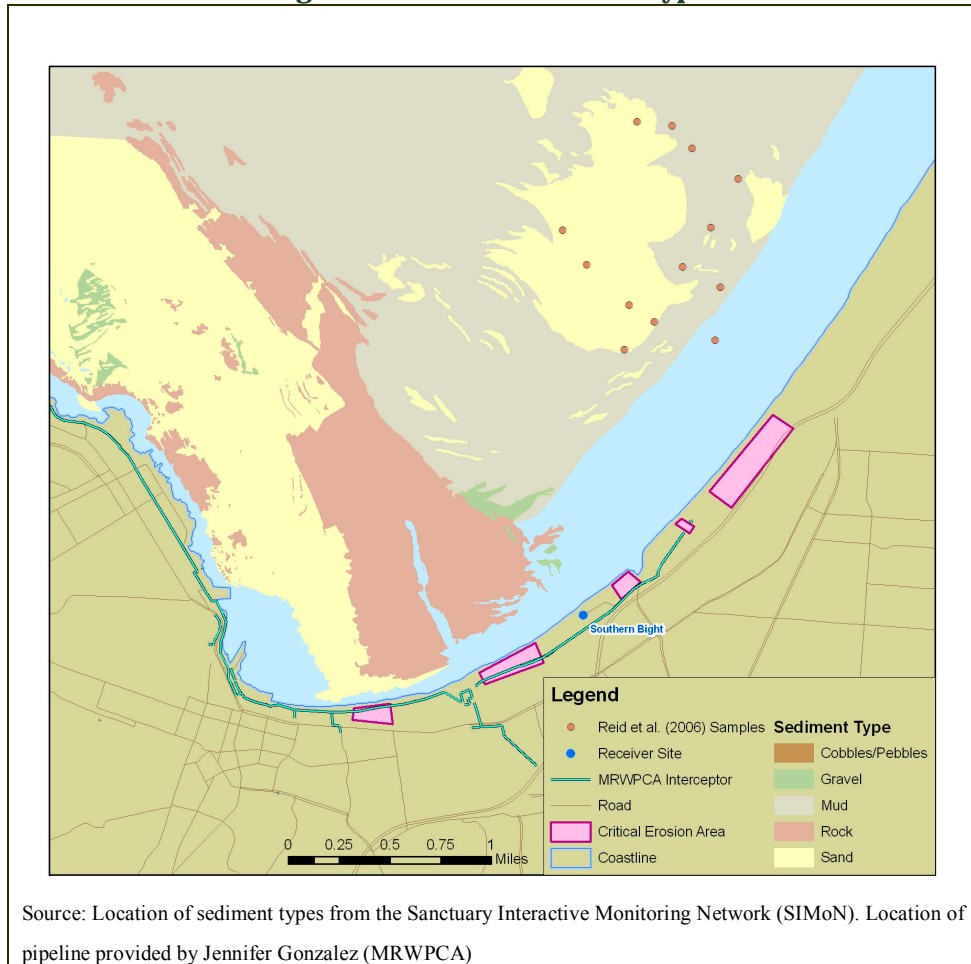 Southern Bight
Legend
Reid et al. (2006) Samples
Receiver Site
MRWPCA Interceptor
Road
Critical Erosion Area
Coastline
Sediment Type
Cobbles/Pebbles
Gravel
Mud
Rock
Sand
0 0.25 0.5 0.75 1
Miles
Source: Location of sediment types from the Sanctuary Interactive Monitoring Network (SIMoN). Location of
pipeline provided by Jennifer Gonzalez (MRWPCA)